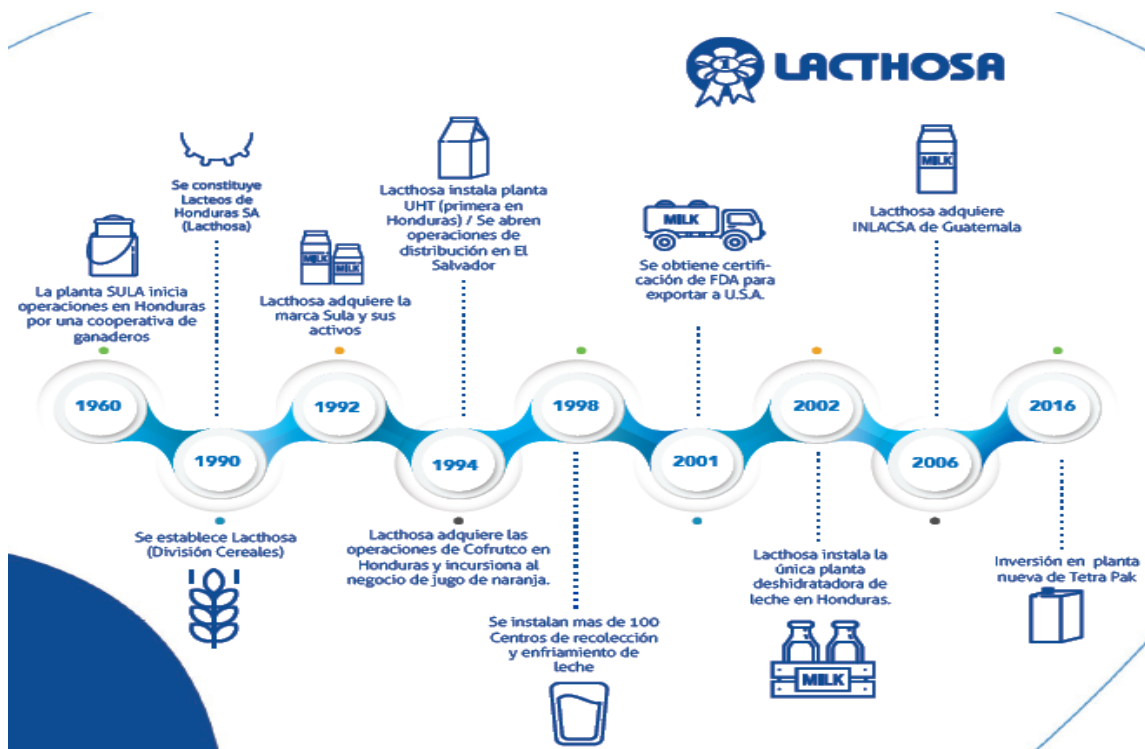 1
LACTHOSA
La planta SULA inicia
operaciones en Honduras
por una cooperativa de
ganaderos
1960
Se constituye
Lacteos de
Honduras SA
(Lacthosa)
1990
Se establece Lacthosa
(División Cereales)
MILK
MILK
Lacthosa adquiere la
marca Sula y sus
activos
1992
Lacthosa instala planta
UHT (primera en
Honduras) / Se abren
operaciones de
distribución en El
Salvador
1994
Lacthosa adquiere las
operaciones de Cofrutco en
Honduras y incursiona al
negocio de jugo de naranja.
1998
Se instalan mas de 100
Centros de recolección
y enfriamiento de
leche
MILK
Se obtiene certifi-
cación de FDA para
exportar a U.S.A.
2001
2002
Lacthosa instala la
única planta
deshidratadora de
leche en Honduras.
MILK
MILK
Lacthosa adquiere
INLACSA de Guatemala
2006
2016
Inversión en planta
nueva de Tetra Pak